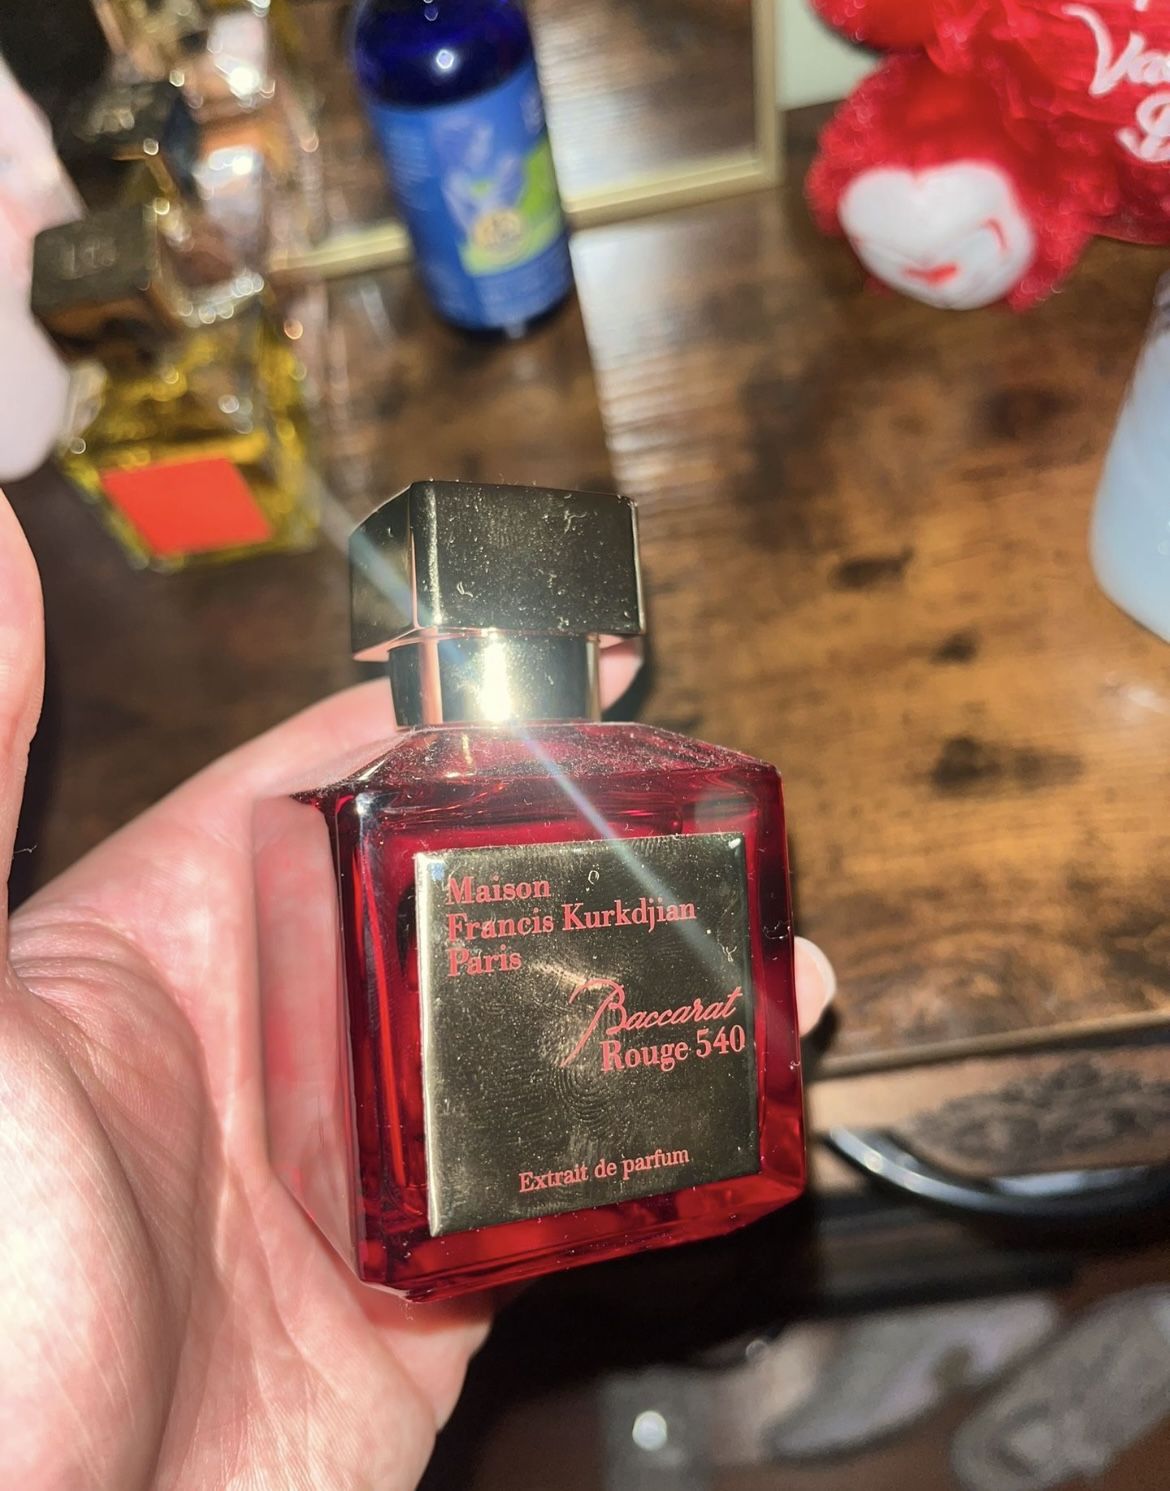 Maison
Francis Kurkdjian
Paris
Baccarat
Rouge 540
Extrait de parfum